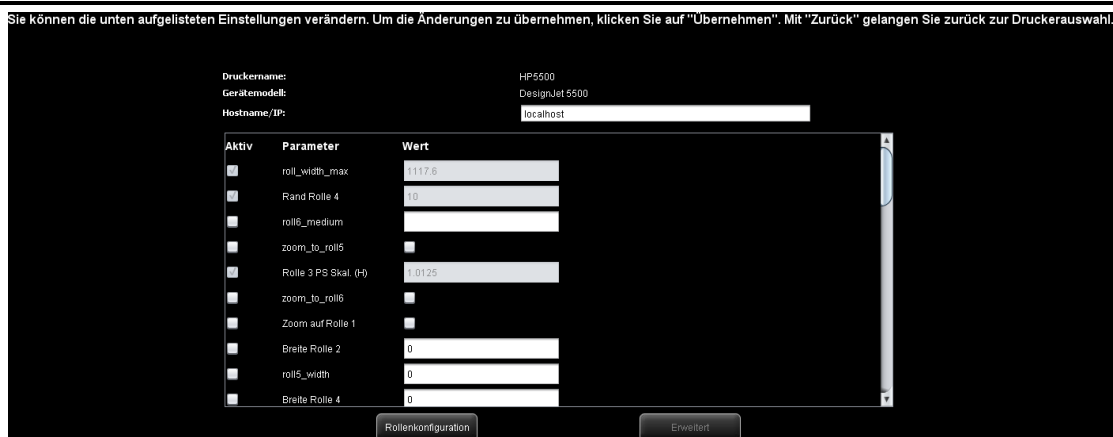 Sie können die unten aufgelisteten Einstellungen verändern. Um die Änderungen zu übernehmen, klicken Sie auf "Übernehmen". Mit "Zurück" gelangen Sie zurück zur Druckerauswahl.
Druckername: HP5500
Gerätemodell: DesignJet 5500
Hostname/IP: localhost
Aktiv Parameter Wert
roll_width_max 1117.6
Rand Rolle 4 10
roll6_medium
zoom_to_roll5
Rolle 3 PS Skal. (H) 1.0125
zoom_to_roll6
Zoom auf Rolle 1
Breite Rolle 2 0
roll5_width 0
Breite Rolle 4 0
Rollenkonfiguration Erweitert